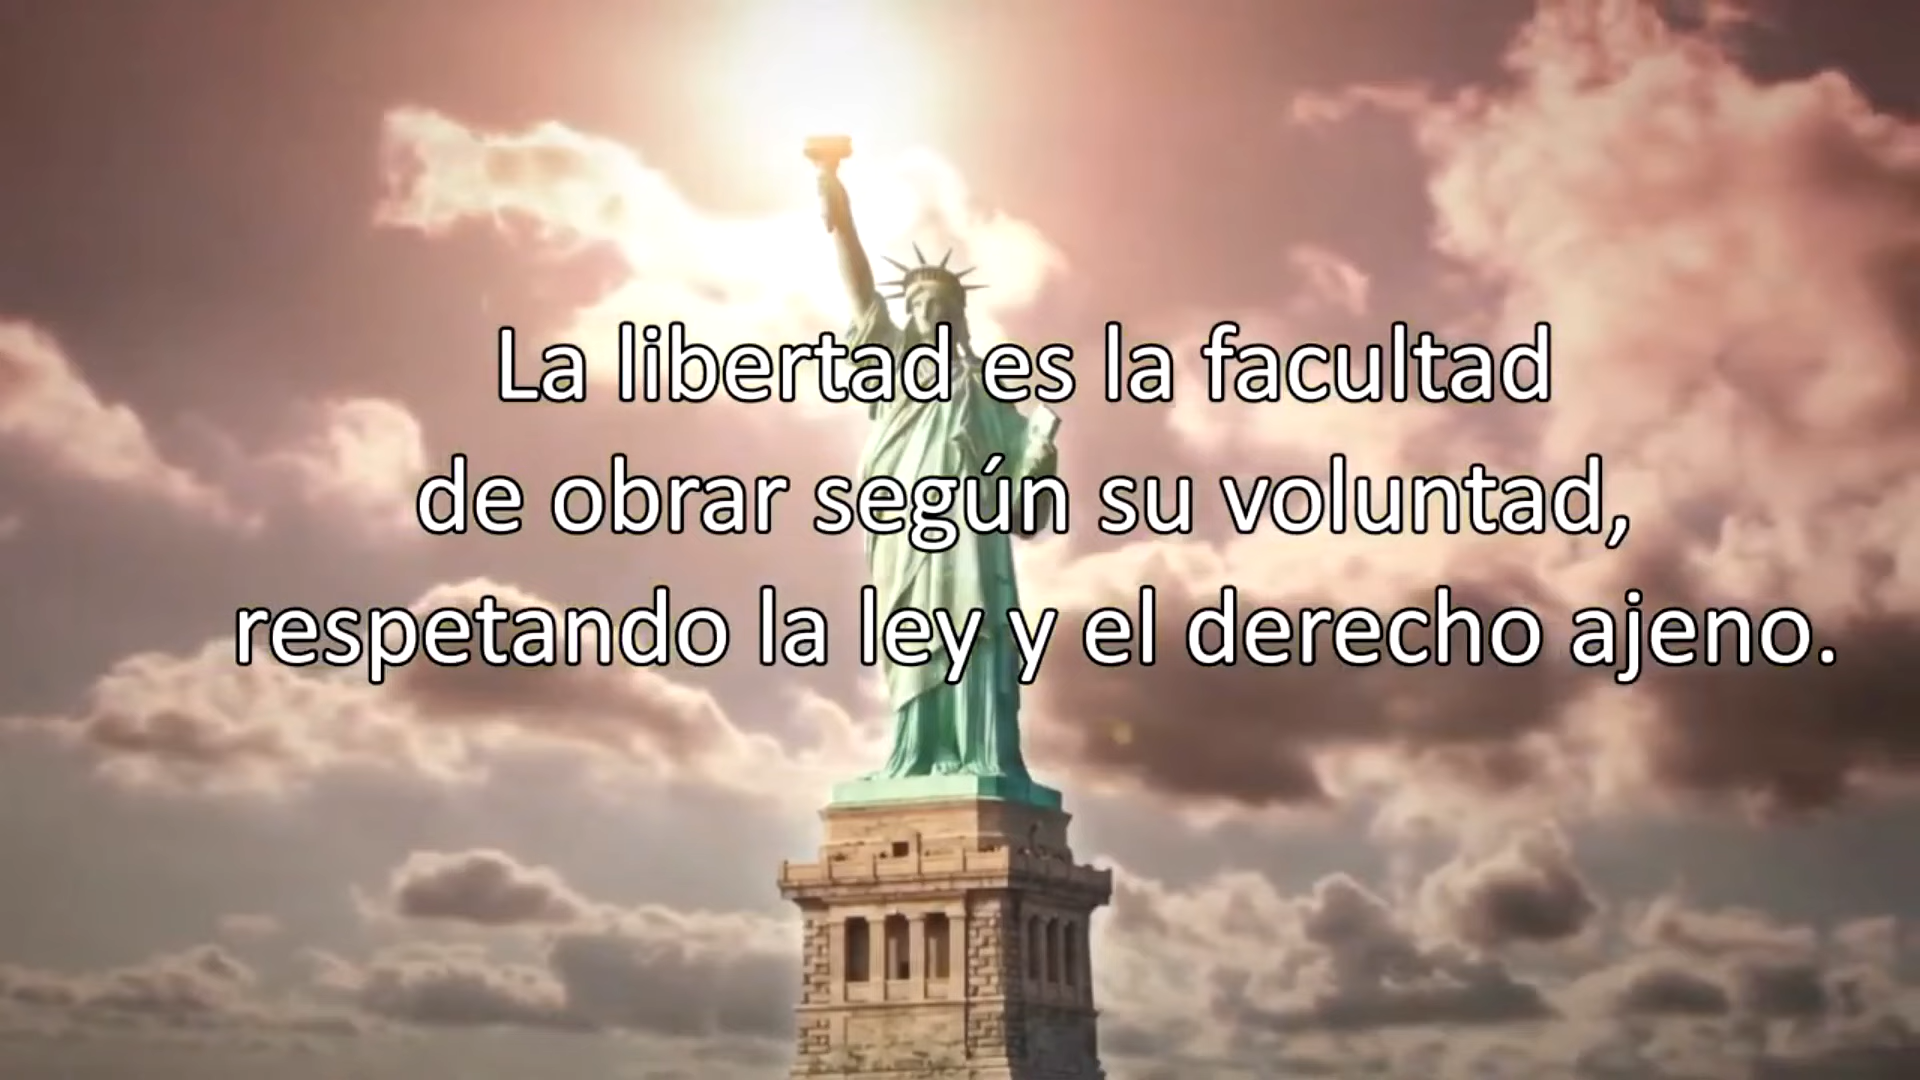 La libertad es la facultad
de obrar según su voluntad,
respetando la ley y el derecho ajeno.